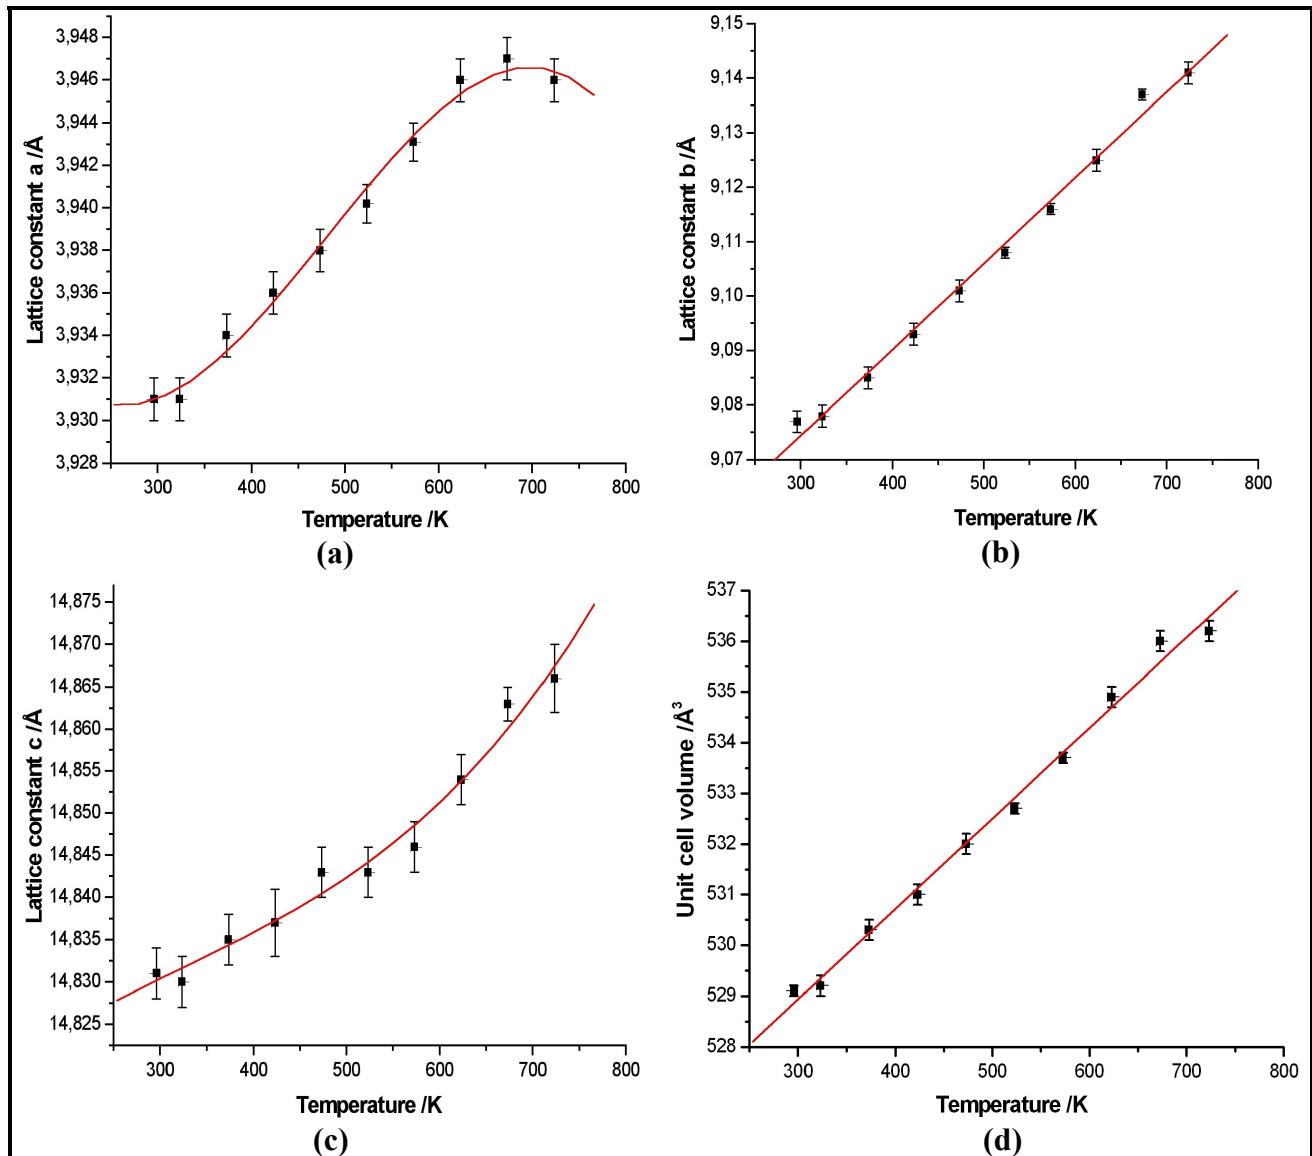 3,948
3,946
3,944
3,942
3,940
3,938
3,936
3,934
3,932
3,930
3,928
Lattice constant a /Å
300 400 500 600 700 800
Temperature /K
(a)
9,15
9,14
9,13
9,12
9,11
9,10
9,09
9,08
9,07
Lattice constant b /Å
300 400 500 600 700 800
Temperature /K
(b)
14,875
14,870
14,865
14,860
14,855
14,850
14,845
14,840
14,835
14,830
14,825
Lattice constant c /Å
300 400 500 600 700 800
Temperature /K
(c)
537
536
535
534
533
532
531
530
529
528
Unit cell volume /Å³
300 400 500 600 700 800
Temperature /K
(d)